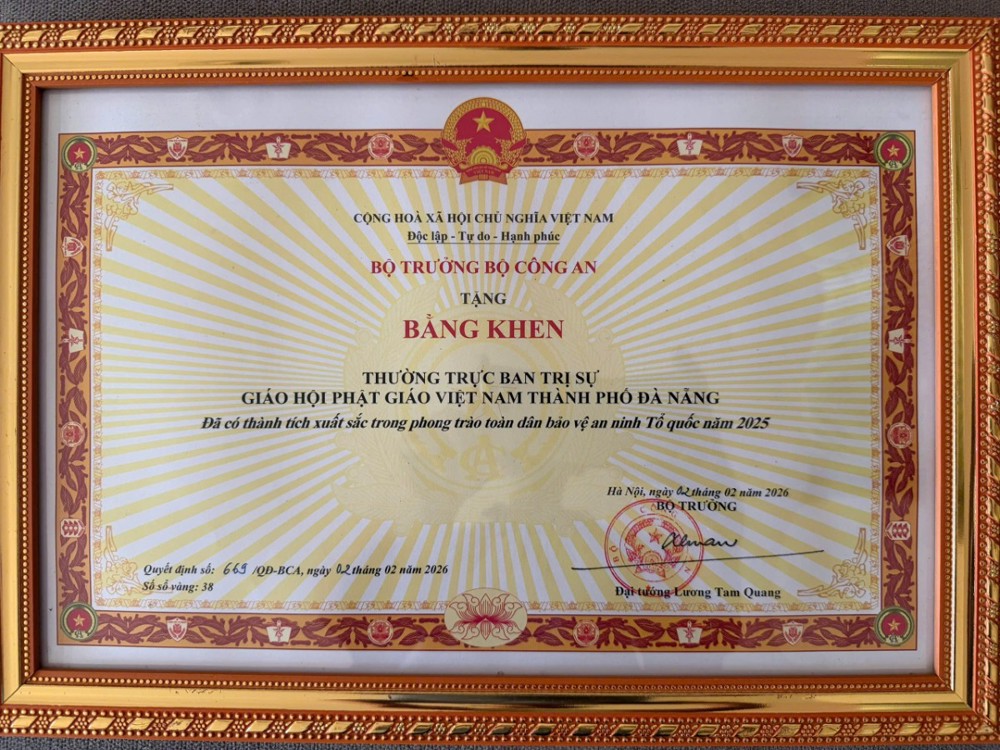 CỘNG HOÀ XÃ HỘI CHỦ NGHĨA VIỆT NAM
Độc lập - Tự do - Hạnh phúc
BỘ TRƯỞNG BỘ CÔNG AN
TẶNG
BẰNG KHEN
THƯỜNG TRỰC BAN TRỊ SỰ
GIÁO HỘI PHẬT GIÁO VIỆT NAM THÀNH PHỐ ĐÀ NẴNG
Đã có thành tích xuất sắc trong phong trào toàn dân bảo vệ an ninh Tổ quốc năm 2025
Hà Nội, ngày 02 tháng 02 năm 2026
BỘ TRƯỞNG
Quyết định số: 669 /QĐ-BCA, ngày 02 tháng 02 năm 2026
Số sổ vàng: 38
Đại tướng Lương Tam Quang